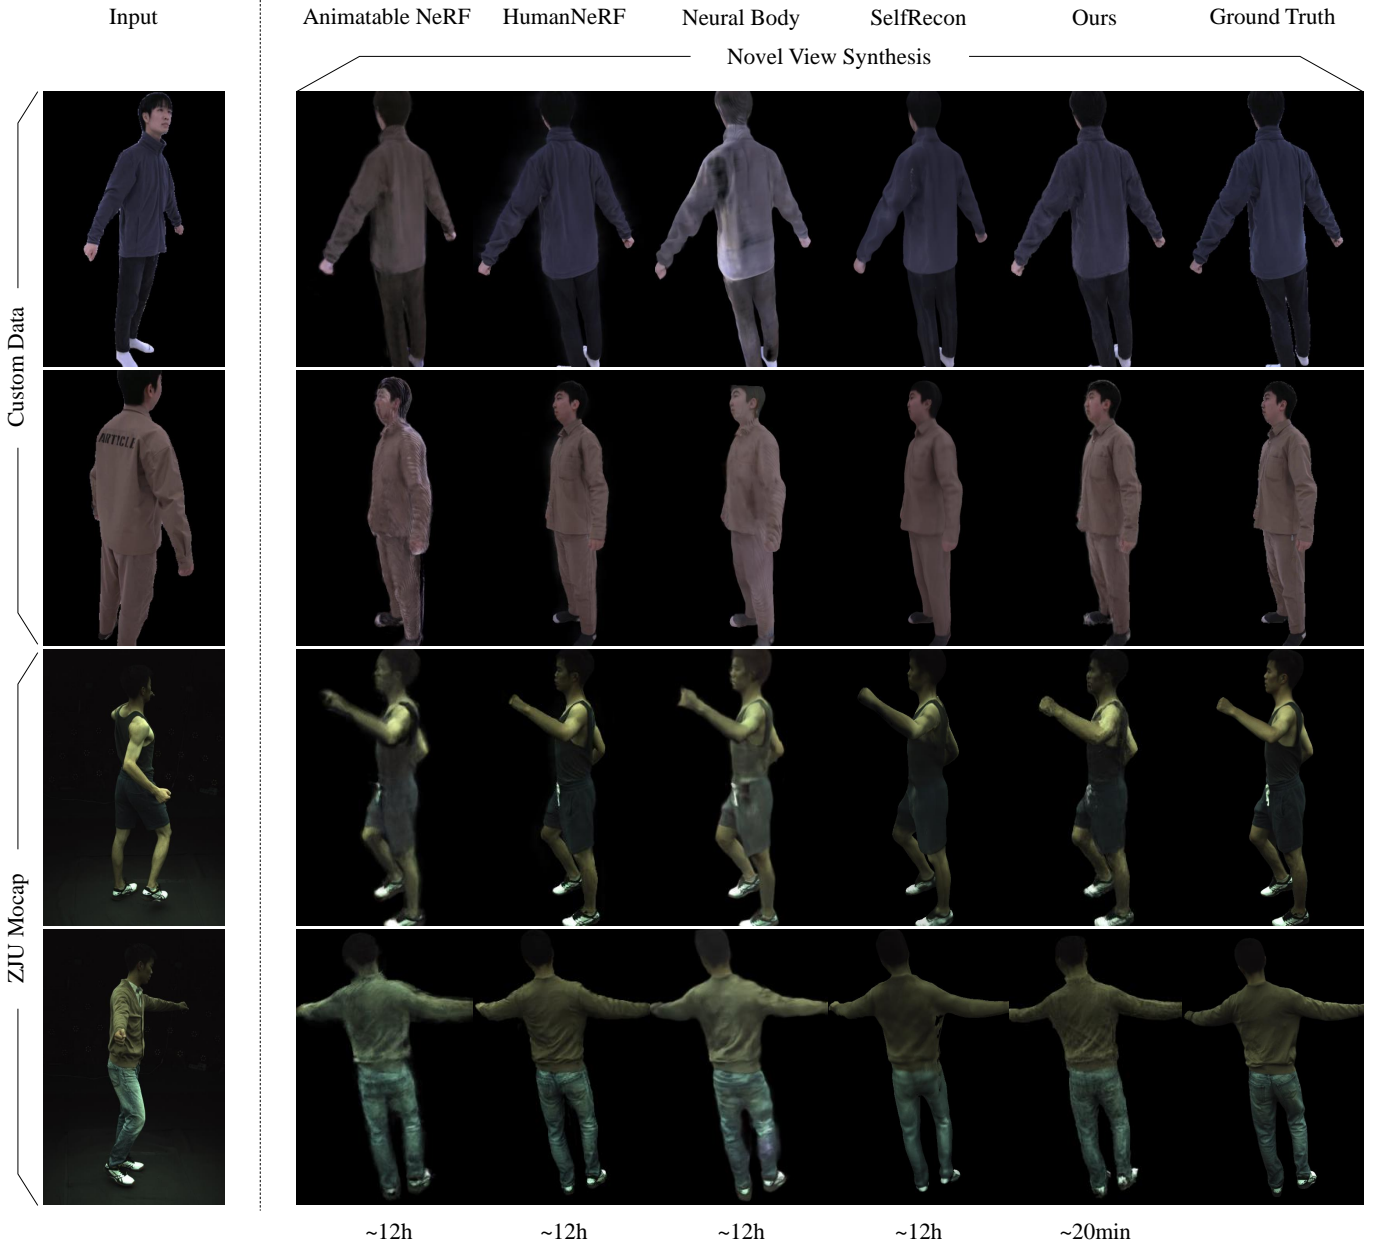 Input
Animatable NeRF
HumanNeRF
Neural Body
SelfRecon
Ours
Ground Truth
Novel View Synthesis
Custom Data
ARTICLE
ZJU Mocap
~12h
~12h
~12h
~12h
~20min